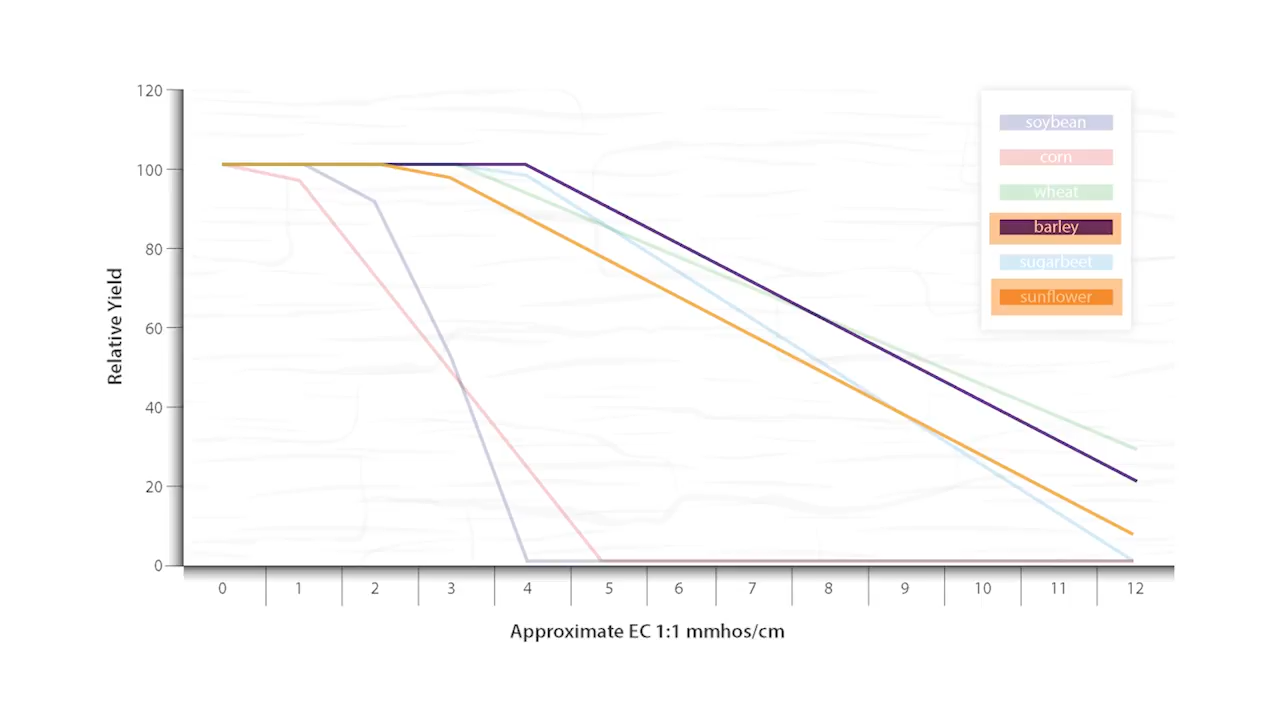 120
100
80
60
40
20
0
Relative Yield
soybean
corn
wheat
barley
sugarbeet
sunflower
0 1 2 3 4 5 6 7 8 9 10 11 12
Approximate EC 1:1 mmhos/cm